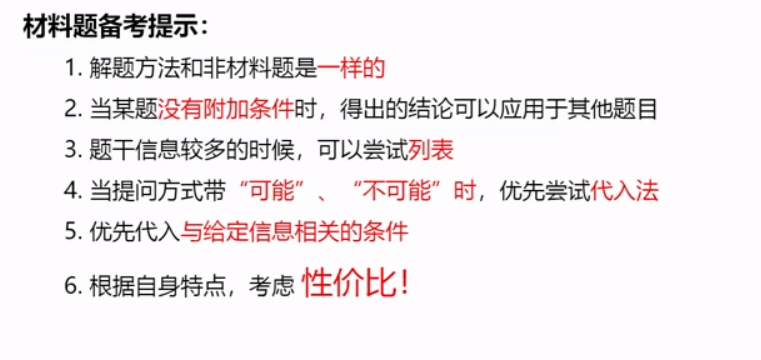 材料题备考提示：
1. 解题方法和非材料题是一样的
2. 当某题没有附加条件时，得出的结论可以应用于其他题目
3. 题干信息较多的时候，可以尝试列表
4. 当提问方式带“可能”、“不可能”时，优先尝试代入法
5. 优先代入与给定信息相关的条件
6. 根据自身特点，考虑 性价比！